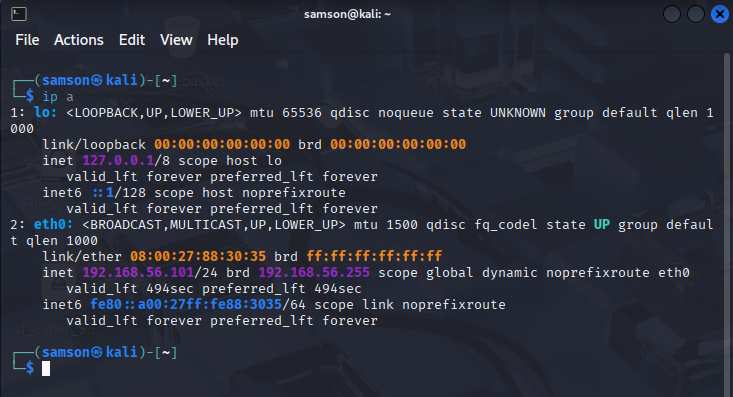 samson@kali: ~
File Actions Edit View Help
┌──(samson㉿kali)-[~]
└─$ ip a
1: lo: <LOOPBACK,UP,LOWER_UP> mtu 65536 qdisc noqueue state UNKNOWN group default qlen 1
000
    link/loopback 00:00:00:00:00:00 brd 00:00:00:00:00:00
    inet 127.0.0.1/8 scope host lo
       valid_lft forever preferred_lft forever
    inet6 ::1/128 scope host noprefixroute
       valid_lft forever preferred_lft forever
2: eth0: <BROADCAST,MULTICAST,UP,LOWER_UP> mtu 1500 qdisc fq_codel state UP group defaul
t qlen 1000
    link/ether 08:00:27:88:30:35 brd ff:ff:ff:ff:ff:ff
    inet 192.168.56.101/24 brd 192.168.56.255 scope global dynamic noprefixroute eth0
       valid_lft 494sec preferred_lft 494sec
    inet6 fe80::a00:27ff:fe88:3035/64 scope link noprefixroute
       valid_lft forever preferred_lft forever
┌──(samson㉿kali)-[~]
└─$